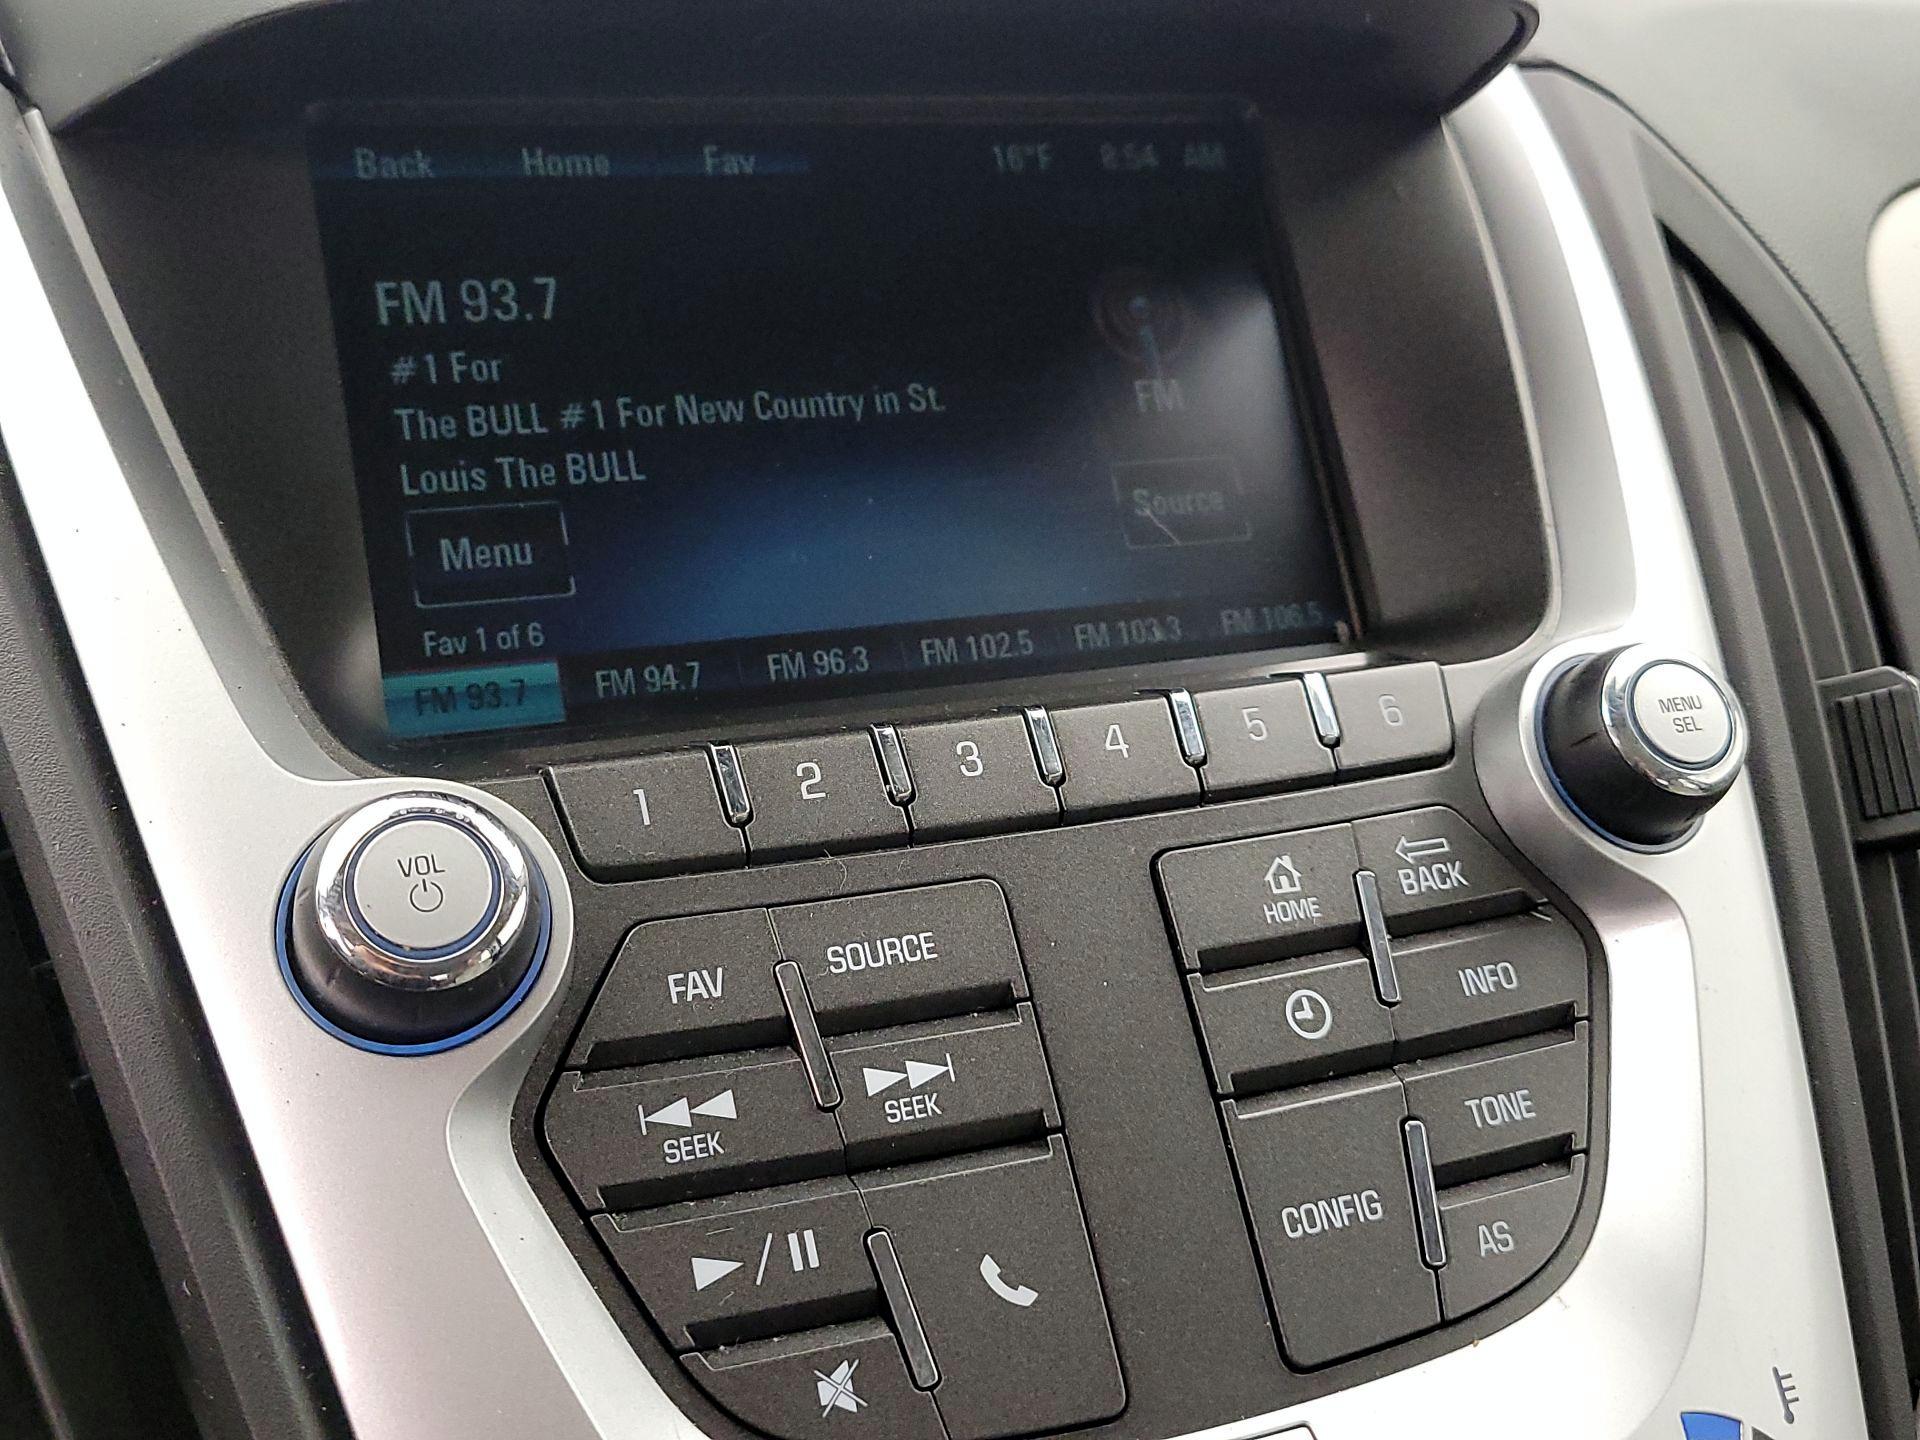 Back Home Fav 16°F 8:54 AM
FM 93.7
#1 For
The BULL #1 For New Country in St.
Louis The BULL
FM
Menu
Source
Fav 1 of 6
FM 93.7 FM 94.7 FM 96.3 FM 102.5 FM 103.3 FM 106.5
1 2 3 4 5 6
MENU
SEL
VOL
FAV SOURCE
SEEK SEEK
HOME BACK
INFO
TONE
CONFIG AS